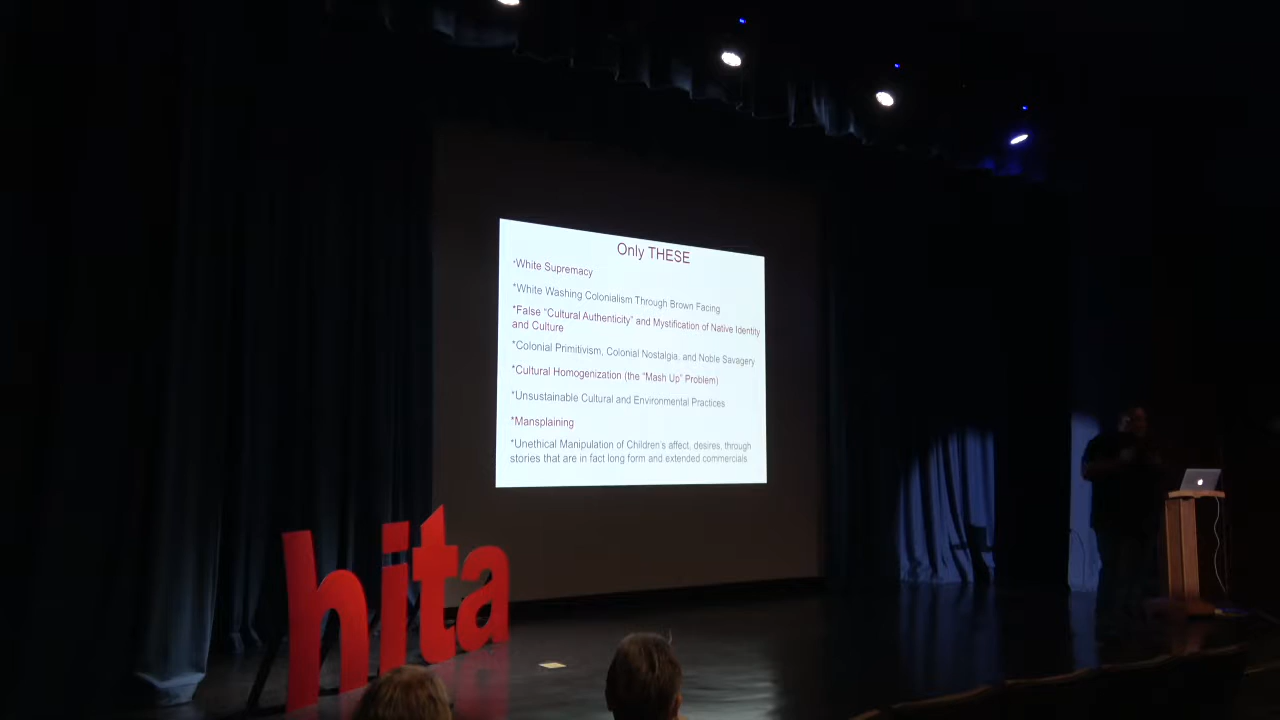 Only THESE
*White Supremacy
*White Washing Colonialism Through Brown Facing
*False "Cultural Authenticity" and Mystification of Native Identity
and Culture
*Colonial Primitivism, Colonial Nostalgia, and Noble Savagery
*Cultural Homogenization (the "Mash Up" Problem)
*Unsustainable Cultural and Environmental Practices
*Mansplaining
*Unethical Manipulation of Children's affect, desires, through
stories that are in fact long form and extended commercials
hita